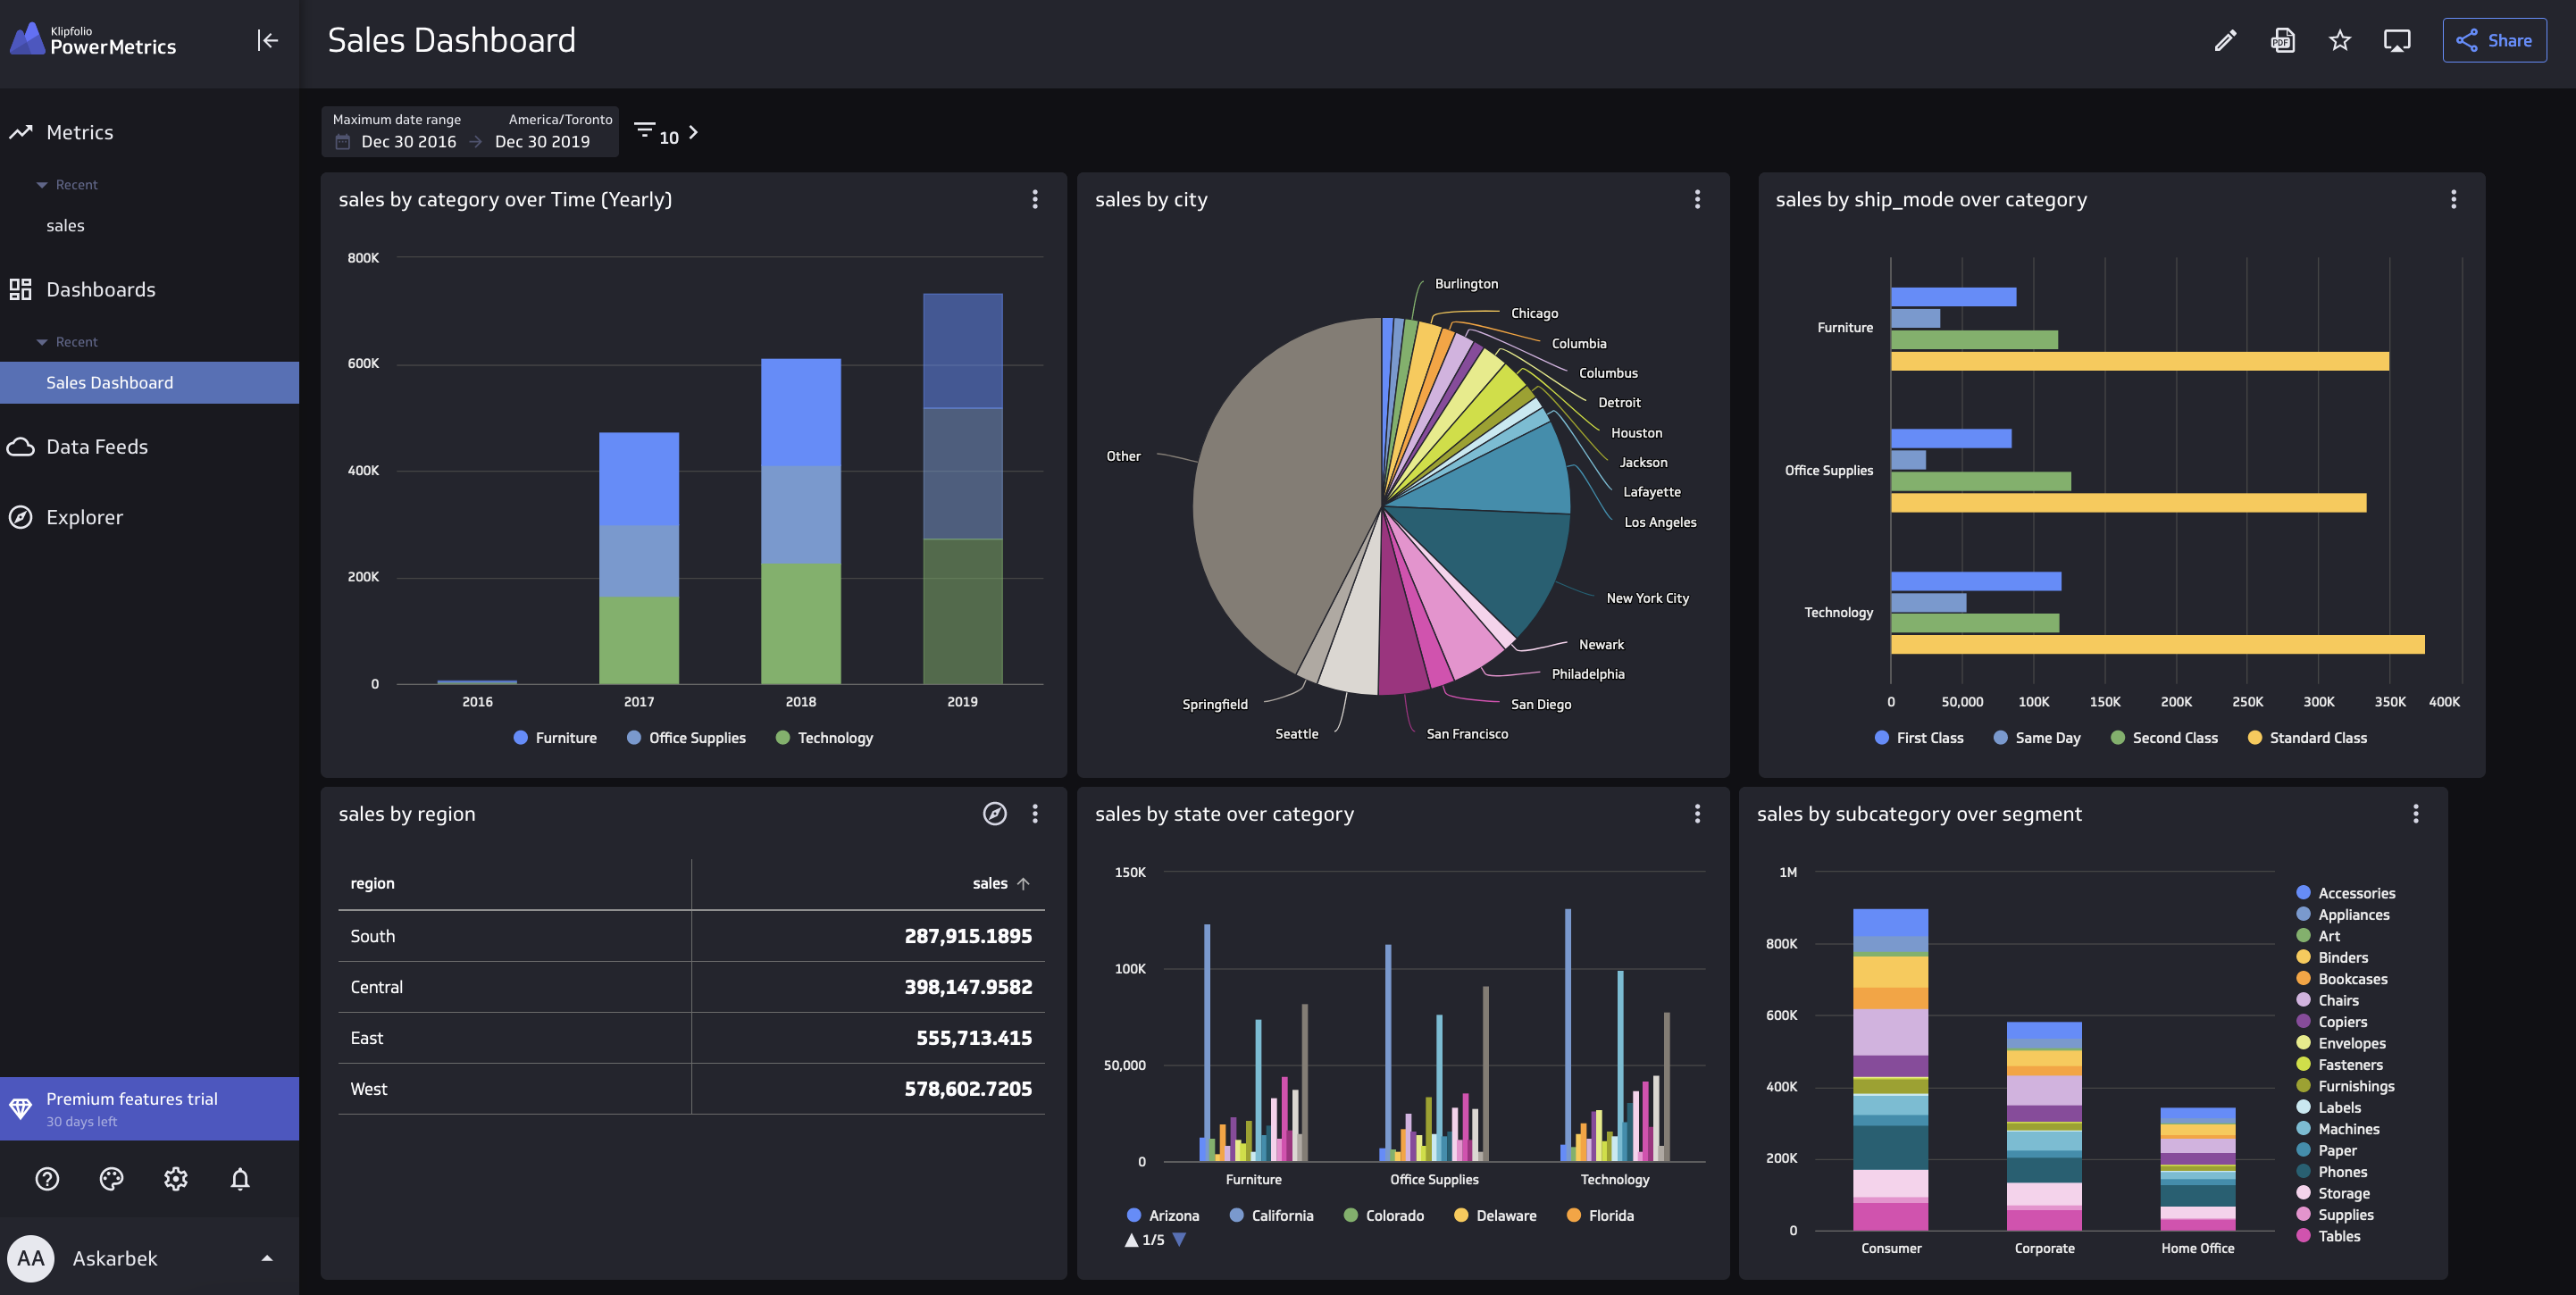 Klipfolio
PowerMetrics
Metrics
Recent
sales
Dashboards
Recent
Sales Dashboard
Data Feeds
Explorer
Premium features trial
30 days left
AA Askarbek
Sales Dashboard
PDF
Share
Maximum date range America/Toronto
Dec 30 2016 Dec 30 2019
10
sales by category over Time (Yearly)
800K
600K
400K
200K
0
2016 2017 2018 2019
Furniture Office Supplies Technology
sales by city
Burlington
Chicago
Columbia
Columbus
Detroit
Houston
Jackson
Lafayette
Los Angeles
New York City
Newark
Philadelphia
San Diego
San Francisco
Seattle
Springfield
Other
sales by ship_mode over category
Furniture
Office Supplies
Technology
0 50,000 100K 150K 200K 250K 300K 350K 400K
First Class Same Day Second Class Standard Class
sales by region
region sales
South 287,915.1895
Central 398,147.9582
East 555,713.415
West 578,602.7205
sales by state over category
150K
100K
50,000
0
Furniture Office Supplies Technology
Arizona California Colorado Delaware Florida
1/5
sales by subcategory over segment
1M
800K
600K
400K
200K
0
Consumer Corporate Home Office
Accessories
Appliances
Art
Binders
Bookcases
Chairs
Copiers
Envelopes
Fasteners
Furnishings
Labels
Machines
Paper
Phones
Storage
Supplies
Tables